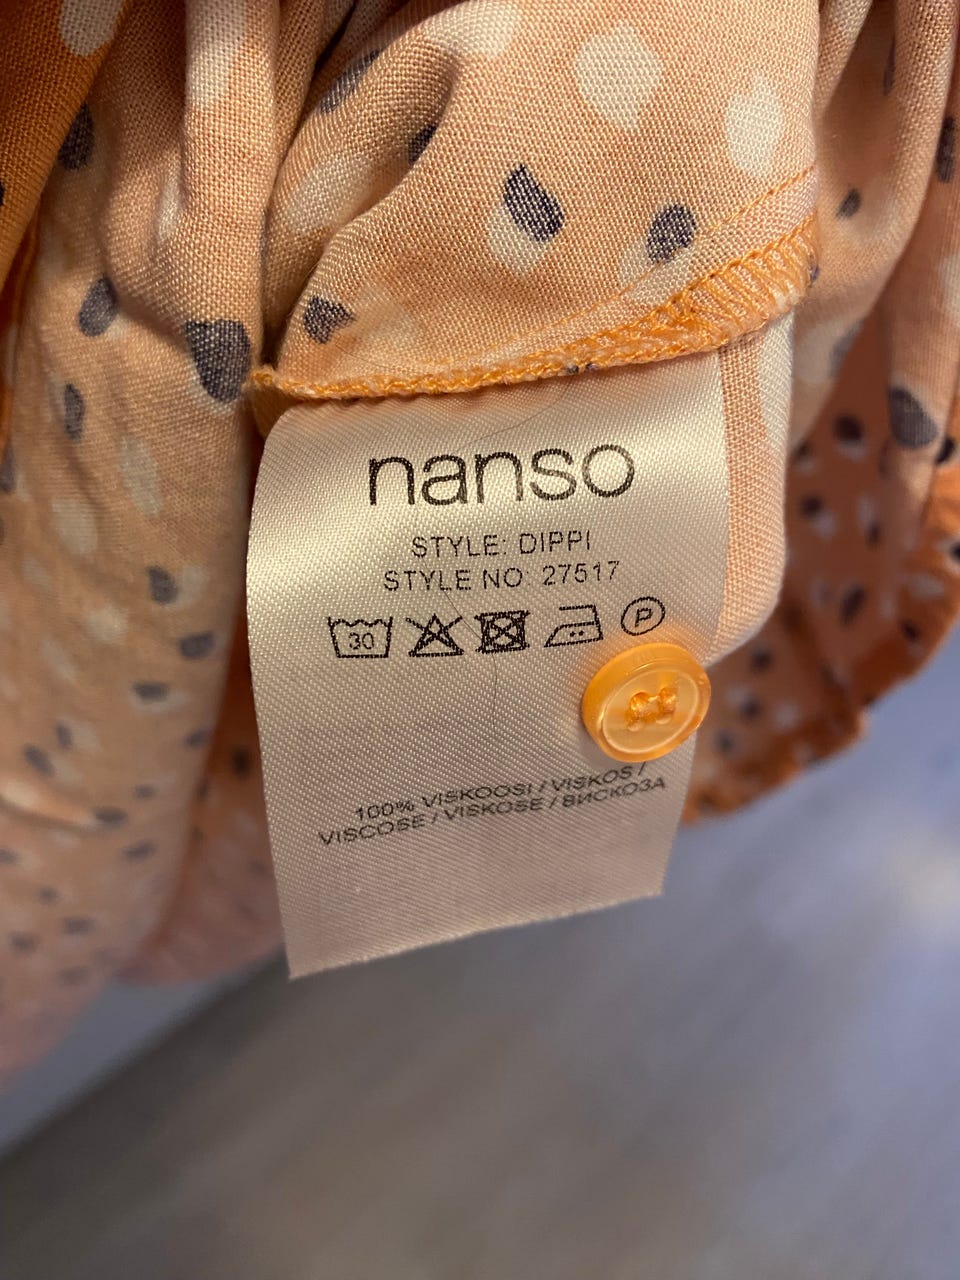 nanso
STYLE: DIPPI
STYLE NO 27517
30 P
100% VISKOOSI / VISKOS /
VISCOSE / VISKOSE / ВИСКОЗА